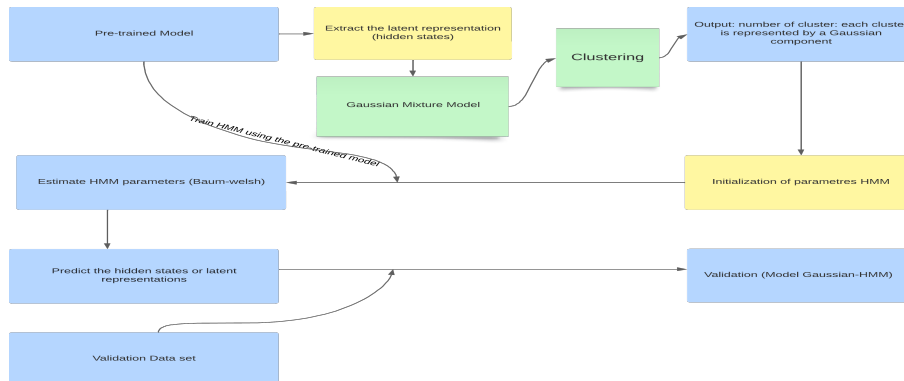 Pre-trained Model
Extract the latent representation
(hidden states)
Output: number of cluster: each cluste
is represented by a Gaussian
component
Clustering
Gaussian Mixture Model
Train HMM using the pre-trained model
Estimate HMM parameters (Baum-welsh)
Initialization of parametres HMM
Predict the hidden states or latent
representations
Validation (Model Gaussian-HMM)
Validation Data set